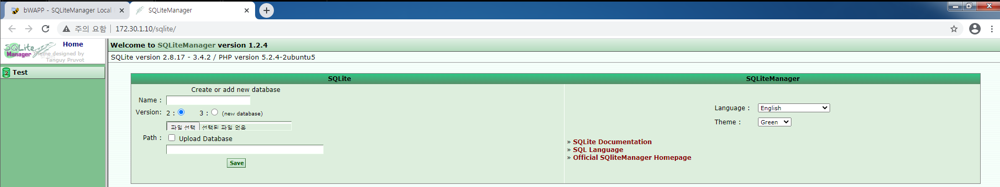 bWAPP - SQLiteManager Local
SQLiteManager
주의 요함
172.30.1.10/sqlite/
SQLite
Manager
Home
Theme designed by
Tanguy Pruvot
2 Test
Welcome to SQLiteManager version 1.2.4
SQLite version 2.8.17 - 3.4.2 / PHP version 5.2.4-2ubuntu5
SQLite
Create or add new database
Name :
Version: 2 : 3 : (new database)
파일 선택 선택된 파일 없음
Path : Upload Database
Save
SQLiteManager
Language : English
Theme : Green
» SQLite Documentation
» SQL Language
» Official SQliteManager Homepage